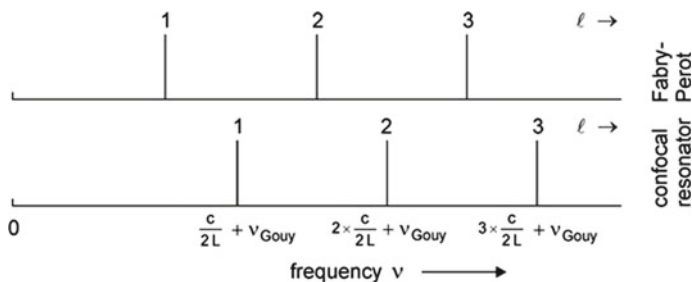 1 2 3 ℓ →
Fabry-
Perot
1 2 3 ℓ →
confocal
resonator
0 c/2L + νGouy 2 × c/2L + νGouy 3 × c/2L + νGouy
frequency ν